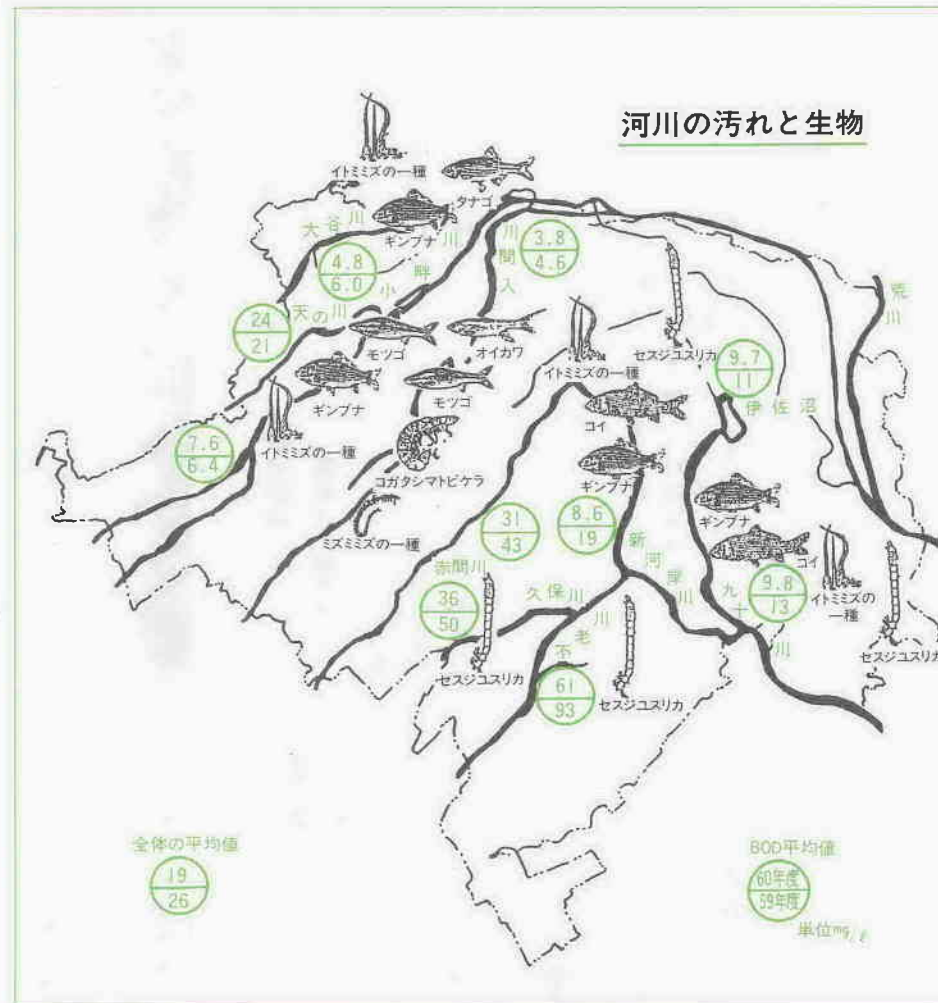 河川の汚れと生物
イトミミズの一種
タナゴ
大谷川
ギンブナ
4.8
6.0
小畔川
入間川
3.8
4.6
荒川
24
21
天の川
モツゴ
オイカワ
イトミミズの一種
セスジユスリカ
9.7
11
伊佐沼
ギンブナ
モツゴ
コイ
7.6
6.4
イトミミズの一種
コガタシマトビケラ
ギンブナ
ギンブナ
ミズミミズの一種
31
43
8.6
19
新河岸川
コイ
赤間川
36
50
久保川
不老川
九十川
9.8
13
イトミミズの
一種
セスジユスリカ
セスジユスリカ
61
93
セスジユスリカ
全体の平均値
19
26
BOD平均値
60年度
59年度
単位mg/ℓ